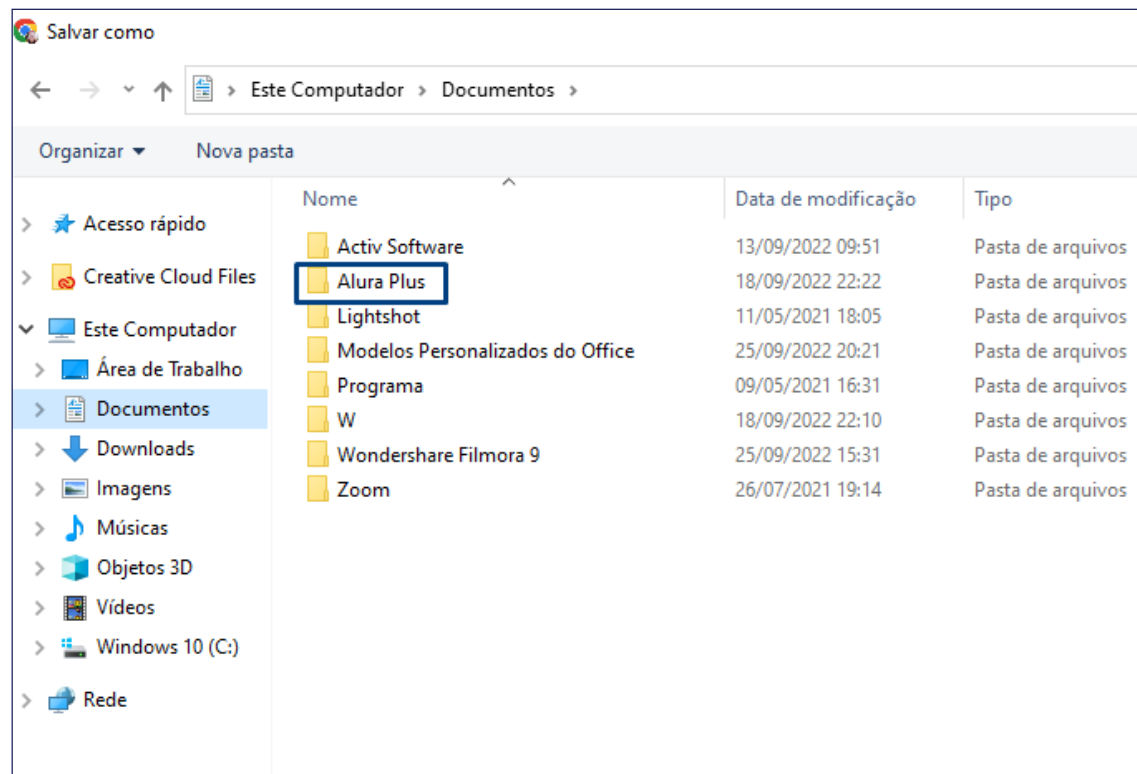 Salvar como
Este Computador > Documentos >
Organizar Nova pasta
Nome Data de modificação Tipo
Acesso rápido
Creative Cloud Files
Este Computador
Área de Trabalho
Documentos
Downloads
Imagens
Músicas
Objetos 3D
Vídeos
Windows 10 (C:)
Rede
Activ Software 13/09/2022 09:51 Pasta de arquivos
Alura Plus 18/09/2022 22:22 Pasta de arquivos
Lightshot 11/05/2021 18:05 Pasta de arquivos
Modelos Personalizados do Office 25/09/2022 20:21 Pasta de arquivos
Programa 09/05/2021 16:31 Pasta de arquivos
W 18/09/2022 22:10 Pasta de arquivos
Wondershare Filmora 9 25/09/2022 15:31 Pasta de arquivos
Zoom 26/07/2021 19:14 Pasta de arquivos